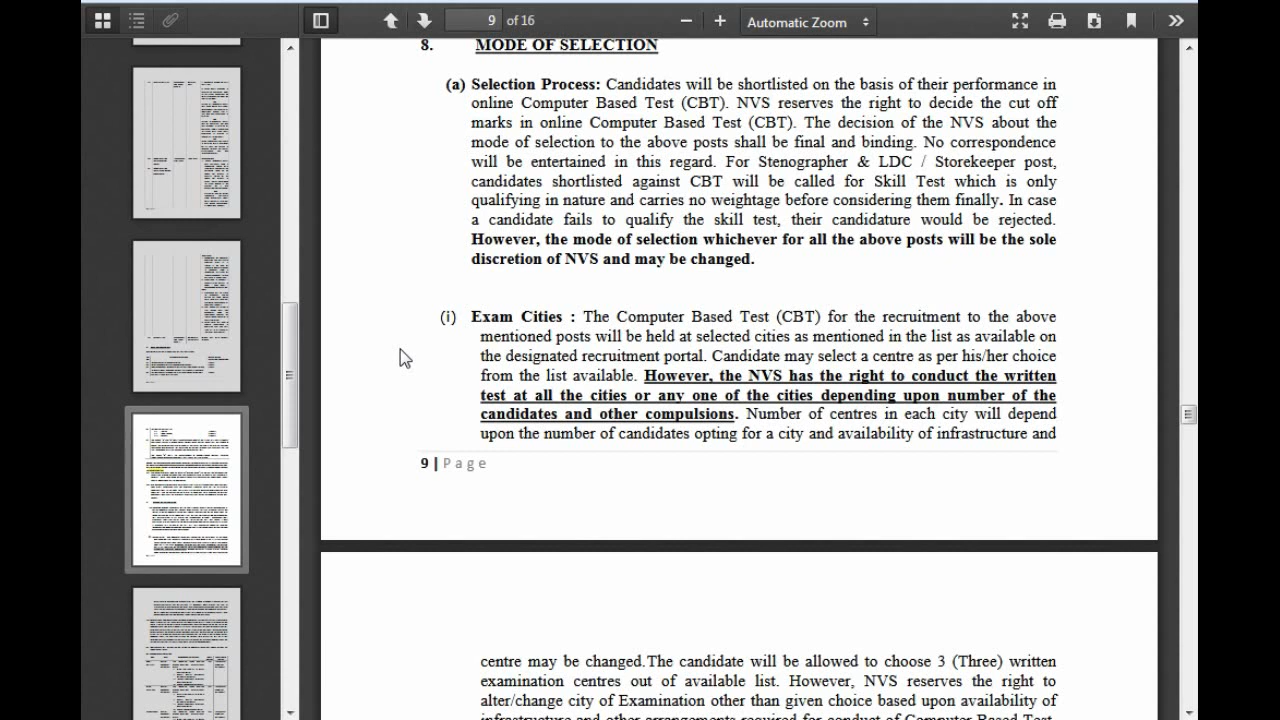 9 of 16
Automatic Zoom
8. MODE OF SELECTION
(a) Selection Process: Candidates will be shortlisted on the basis of their performance in
online Computer Based Test (CBT). NVS reserves the right to decide the cut off
marks in online Computer Based Test (CBT). The decision of the NVS about the
mode of selection to the above posts shall be final and binding. No correspondence
will be entertained in this regard. For Stenographer & LDC / Storekeeper post,
candidates shortlisted against CBT will be called for Skill Test which is only
qualifying in nature and carries no weightage before considering them finally. In case
a candidate fails to qualify the skill test, their candidature would be rejected.
However, the mode of selection whichever for all the above posts will be the sole
discretion of NVS and may be changed.
(i) Exam Cities : The Computer Based Test (CBT) for the recruitment to the above
mentioned posts will be held at selected cities as mentioned in the list as available on
the designated recruitment portal. Candidate may select a centre as per his/her choice
from the list available. However, the NVS has the right to conduct the written
test at all the cities or any one of the cities depending upon number of the
candidates and other compulsions. Number of centres in each city will depend
upon the number of candidates opting for a city and availability of infrastructure and
9 | Page
centre may be changed.The candidate will be allowed to choose 3 (Three) written
examination centres out of available list. However, NVS reserves the right to
alter/change city of Examination other than given choice based upon availability of
infrastructure and other arrangements required for conduct of Computer Based Test.